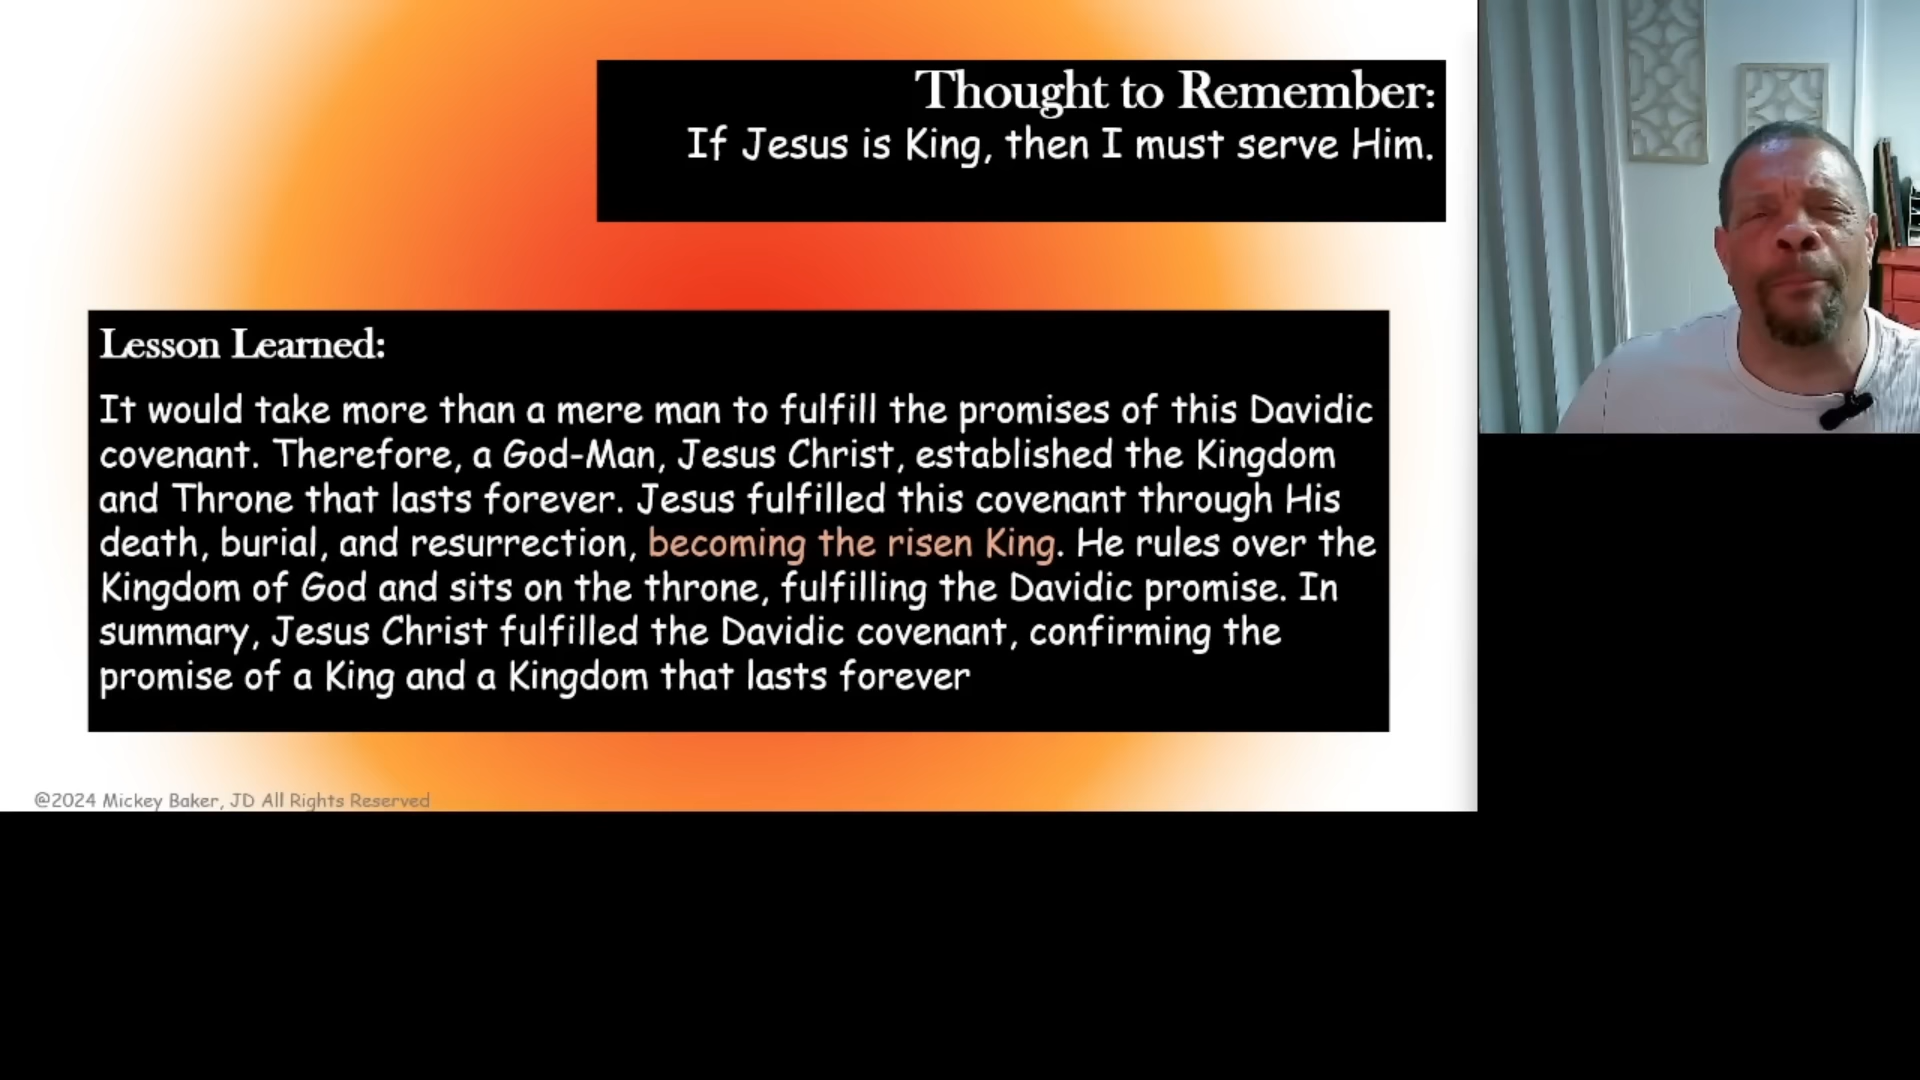 Thought to Remember:
If Jesus is King, then I must serve Him.
Lesson Learned:
It would take more than a mere man to fulfill the promises of this Davidic
covenant. Therefore, a God-Man, Jesus Christ, established the Kingdom
and Throne that lasts forever. Jesus fulfilled this covenant through His
death, burial, and resurrection, becoming the risen King. He rules over the
Kingdom of God and sits on the throne, fulfilling the Davidic promise. In
summary, Jesus Christ fulfilled the Davidic covenant, confirming the
promise of a King and a Kingdom that lasts forever
@2024 Mickey Baker, JD All Rights Reserved